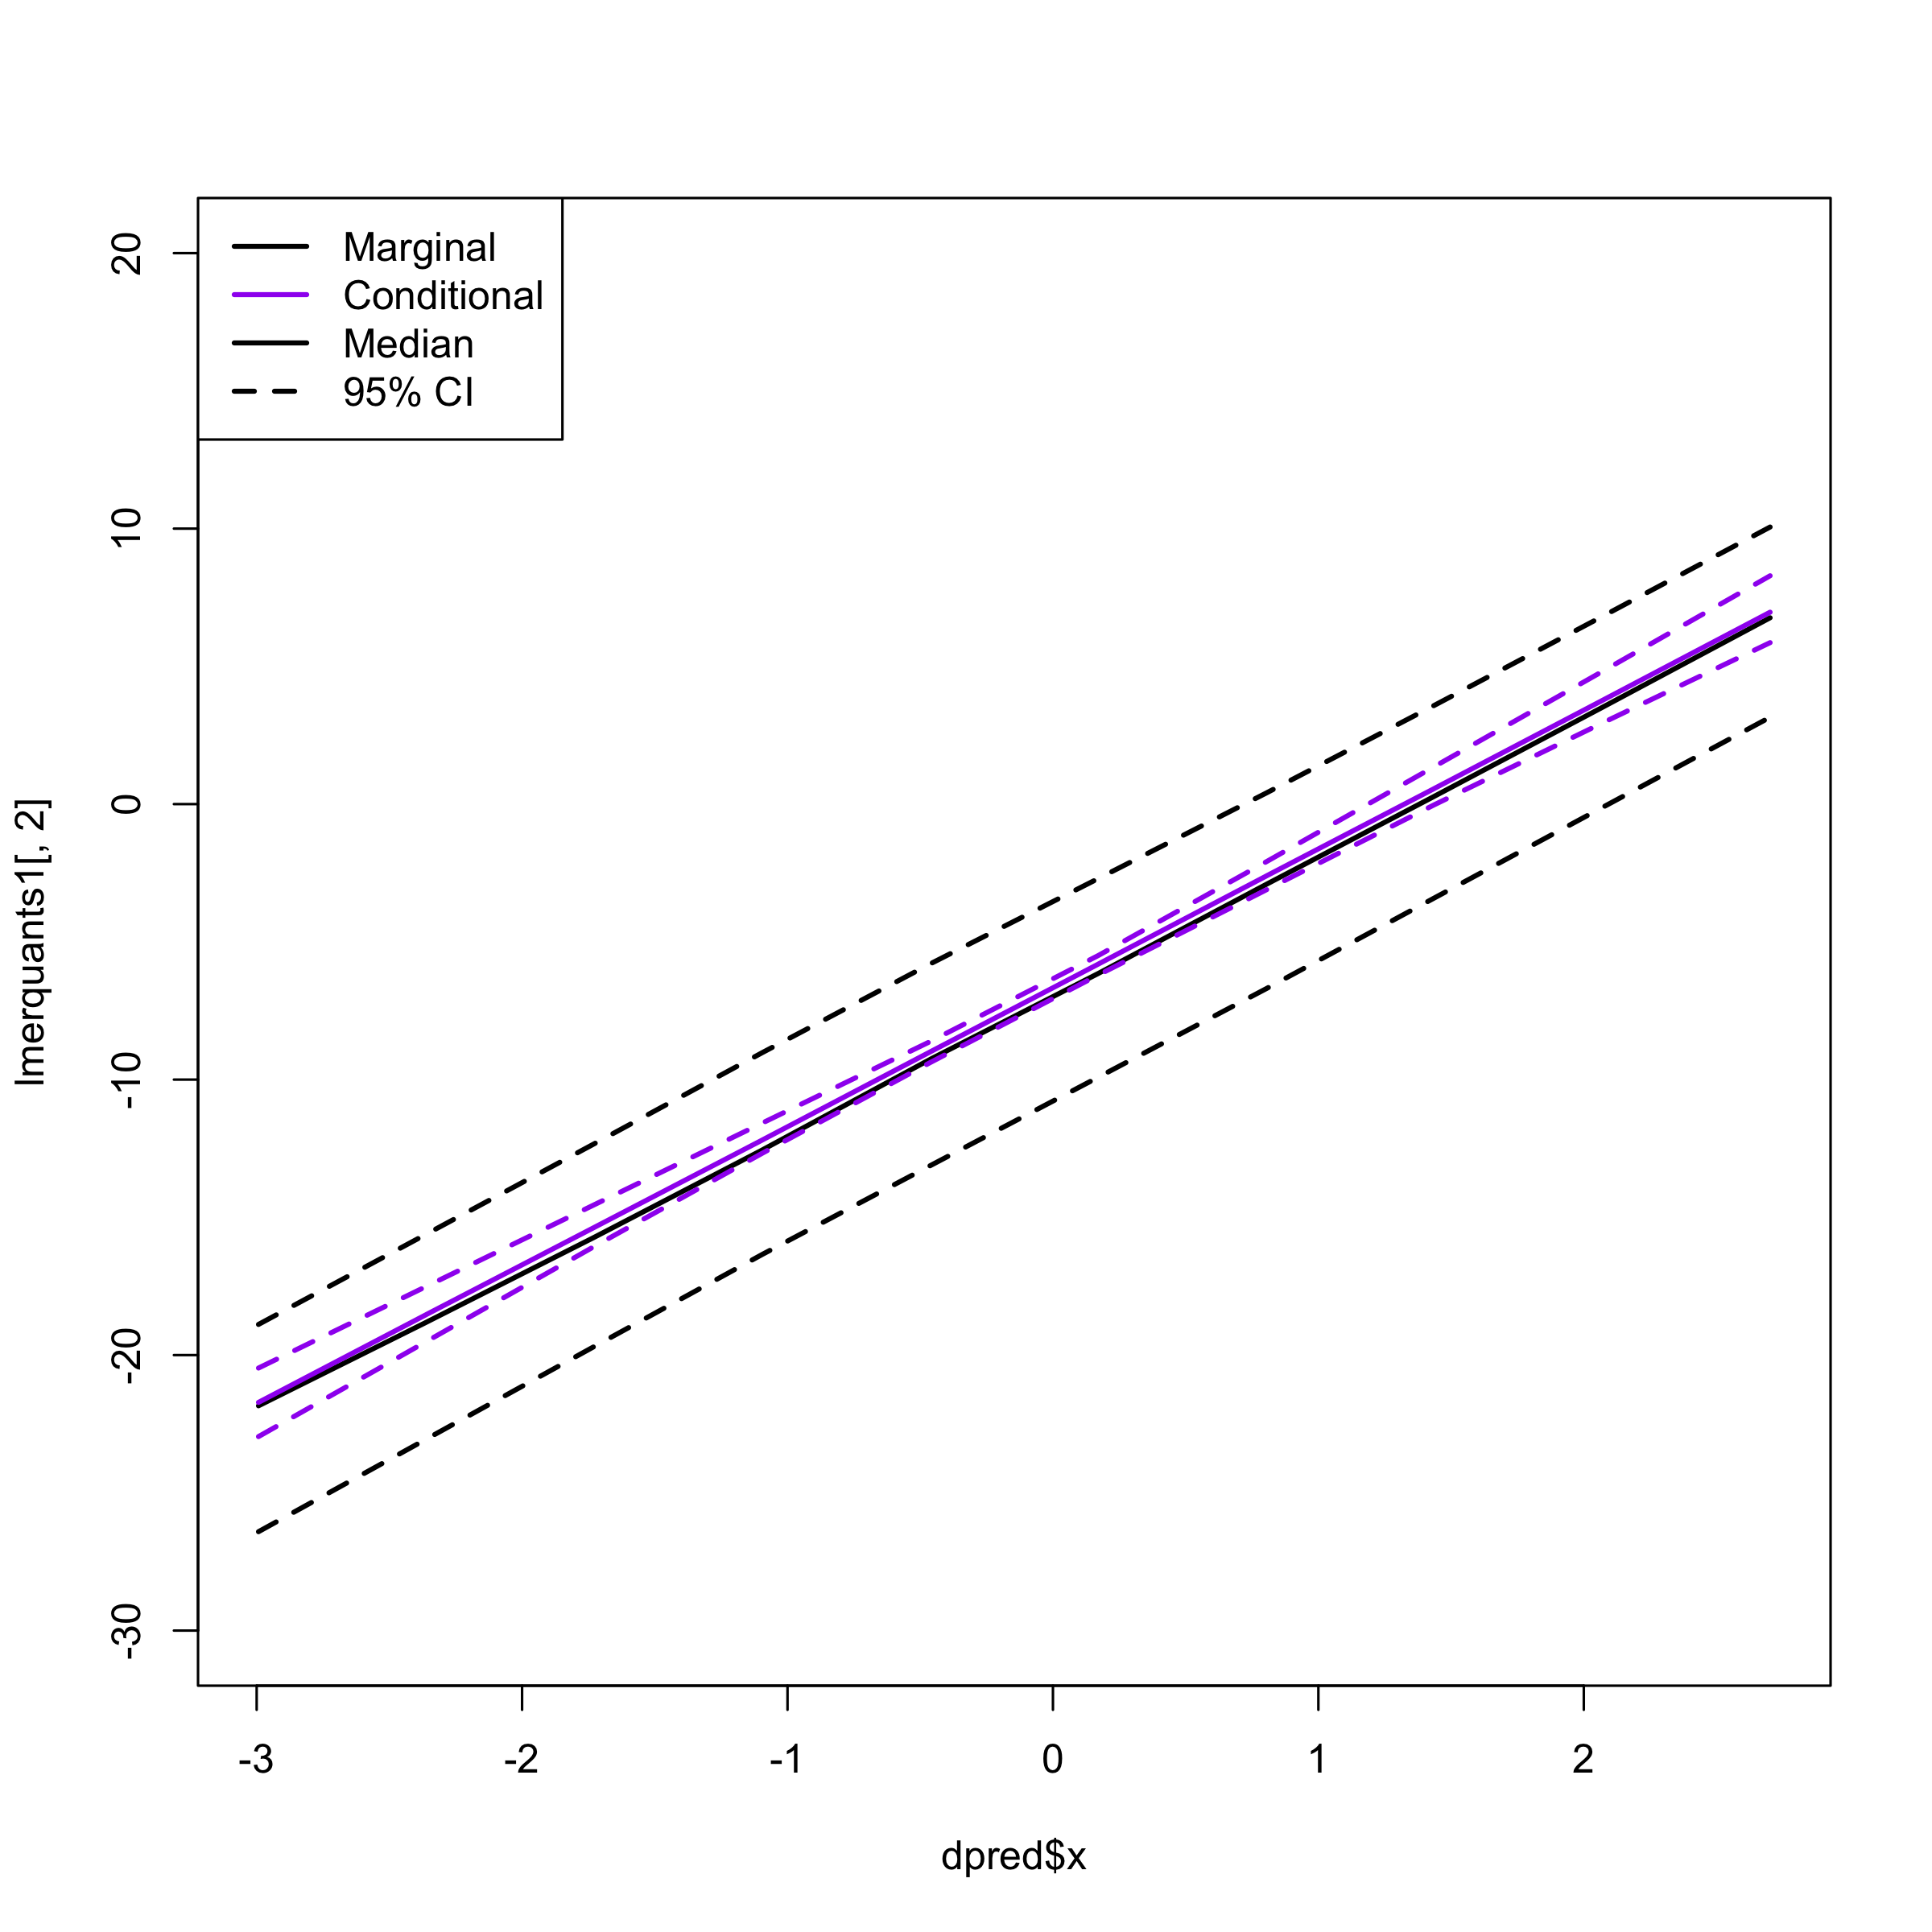 Marginal
Conditional
Median
95% CI
20
10
0
-10
-20
-30
lmerquants1[, 2]
-3
-2
-1
0
1
2
dpred$x